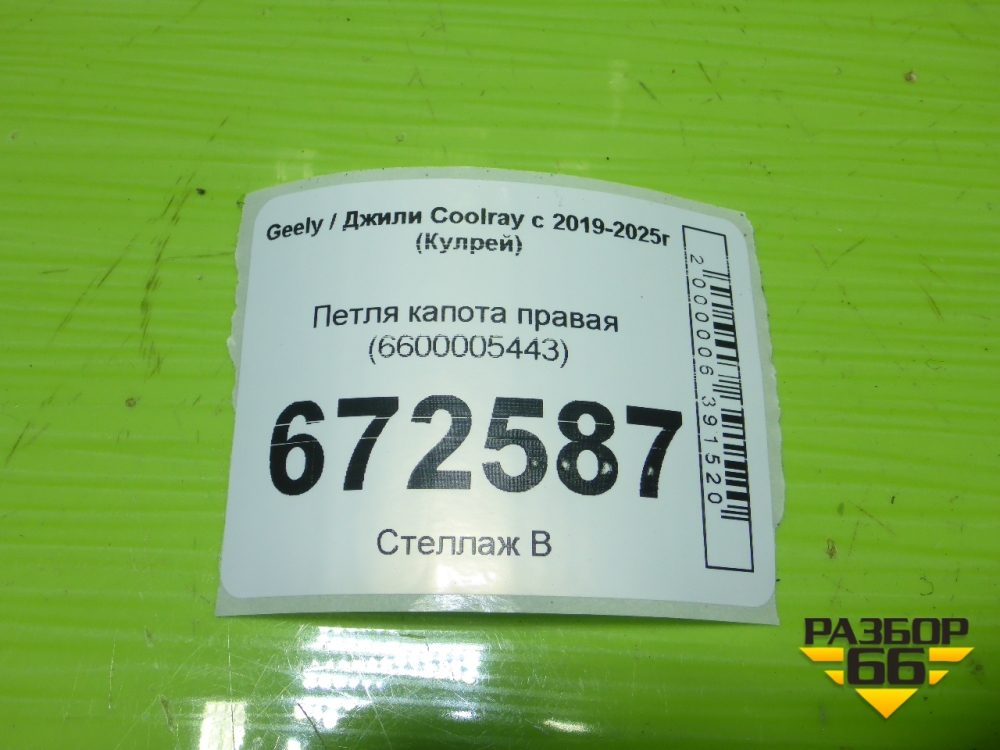 Geely / Джили Coolray с 2019-2025г
(Кулрей)
Петля капота правая
(6600005443)
672587
Стеллаж В
2000006391520
РАЗБОР
66